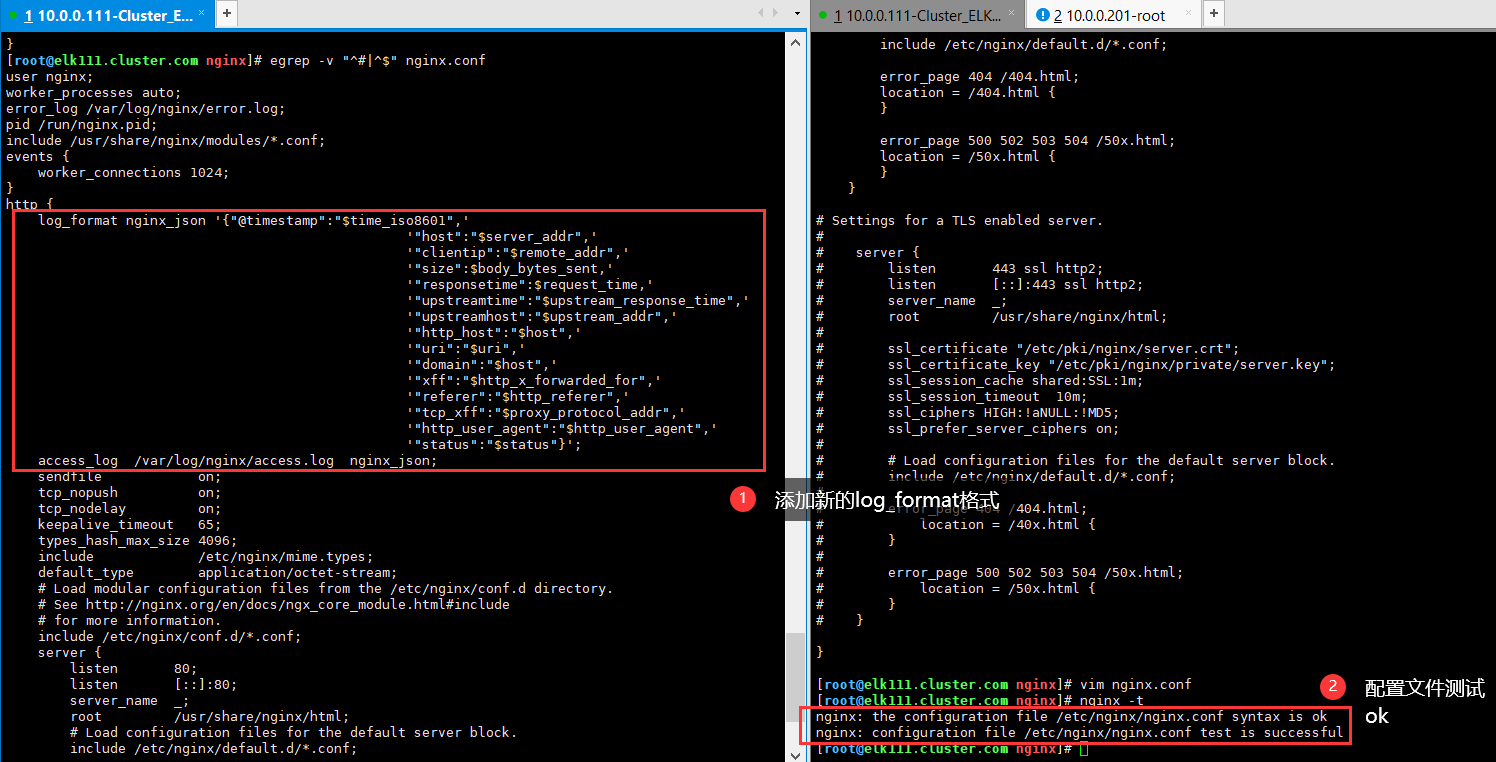 1 10.0.0.111-Cluster_E... × +
}
[root@elk111.cluster.com nginx]# egrep -v "^#|^$" nginx.conf
user nginx;
worker_processes auto;
error_log /var/log/nginx/error.log;
pid /run/nginx.pid;
include /usr/share/nginx/modules/*.conf;
events {
    worker_connections 1024;
}
http {
    log_format nginx_json '{"@timestamp":"$time_iso8601",'
                                                  '"host":"$server_addr",'
                                                  '"clientip":"$remote_addr",'
                                                  '"size":$body_bytes_sent,'
                                                  '"responsetime":$request_time,'
                                                  '"upstreamtime":"$upstream_response_time",'
                                                  '"upstreamhost":"$upstream_addr",'
                                                  '"http_host":"$host",'
                                                  '"uri":"$uri",'
                                                  '"domain":"$host",'
                                                  '"xff":"$http_x_forwarded_for",'
                                                  '"referer":"$http_referer",'
                                                  '"tcp_xff":"$proxy_protocol_addr",'
                                                  '"http_user_agent":"$http_user_agent",'
                                                  '"status":"$status"}';
    access_log  /var/log/nginx/access.log  nginx_json;
    sendfile            on;
    tcp_nopush          on;
    tcp_nodelay         on;
    keepalive_timeout   65;
    types_hash_max_size 4096;
    include             /etc/nginx/mime.types;
    default_type        application/octet-stream;
    # Load modular configuration files from the /etc/nginx/conf.d directory.
    # See http://nginx.org/en/docs/ngx_core_module.html#include
    # for more information.
    include /etc/nginx/conf.d/*.conf;
    server {
        listen       80;
        listen       [::]:80;
        server_name  _;
        root         /usr/share/nginx/html;
        # Load configuration files for the default server block.
        include /etc/nginx/default.d/*.conf;
1 添加新的log_format格式
1 10.0.0.111-Cluster_ELK... × 2 10.0.0.201-root × +
        include /etc/nginx/default.d/*.conf;
        error_page 404 /404.html;
        location = /404.html {
        }
        error_page 500 502 503 504 /50x.html;
        location = /50x.html {
        }
    }
# Settings for a TLS enabled server.
#
#    server {
#        listen       443 ssl http2;
#        listen       [::]:443 ssl http2;
#        server_name  _;
#        root         /usr/share/nginx/html;
#
#        ssl_certificate "/etc/pki/nginx/server.crt";
#        ssl_certificate_key "/etc/pki/nginx/private/server.key";
#        ssl_session_cache shared:SSL:1m;
#        ssl_session_timeout  10m;
#        ssl_ciphers HIGH:!aNULL:!MD5;
#        ssl_prefer_server_ciphers on;
#
#        # Load configuration files for the default server block.
#        include /etc/nginx/default.d/*.conf;
#
#        error_page 404 /404.html;
#            location = /40x.html {
#        }
#
#        error_page 500 502 503 504 /50x.html;
#            location = /50x.html {
#        }
#    }
}
[root@elk111.cluster.com nginx]# vim nginx.conf
[root@elk111.cluster.com nginx]# nginx -t
nginx: the configuration file /etc/nginx/nginx.conf syntax is ok
nginx: configuration file /etc/nginx/nginx.conf test is successful
[root@elk111.cluster.com nginx]#
2 配置文件测试
ok